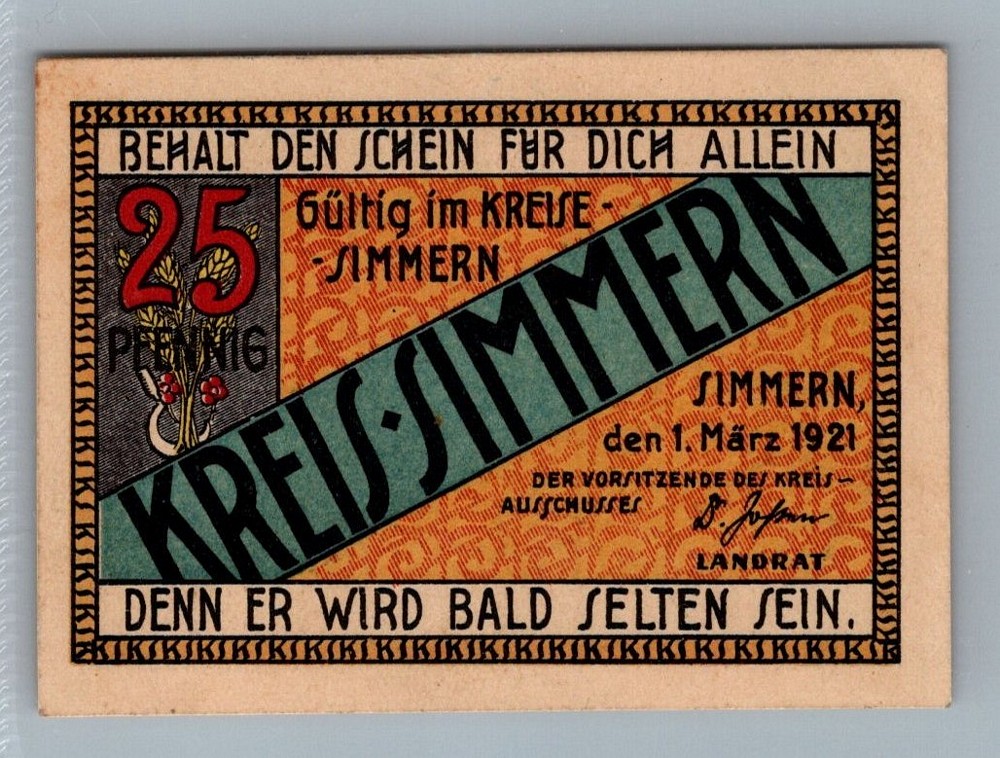 BEHALT DEN SCHEIN FÜR DICH ALLEIN
25
PFENNIG
Gültig im KREISE-
-SIMMERN
KREIS·SIMMERN
SIMMERN,
den 1. März 1921
DER VORSITZENDE DES KREIS-
AUSSCHUSSES
LANDRAT
DENN ER WIRD BALD SELTEN SEIN.